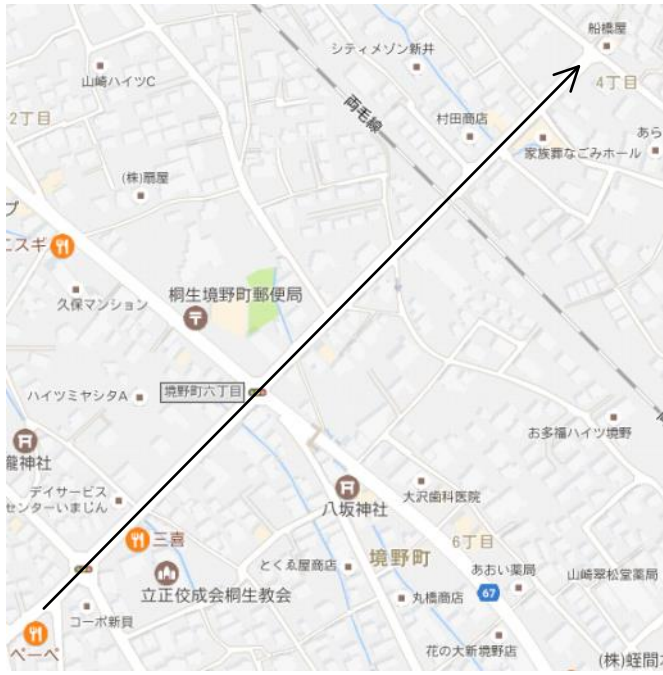 船橋屋
シティメゾン新井
山崎ハイツC
4丁目
両毛線
村田商店
2丁目
あら
家族葬なごみホール
(株)扇屋
プ
ニスギ
久保マンション
桐生境野町郵便局
ハイツミヤシタA
境野町六丁目
お多福ハイツ境野
龍神社
デイサービス
センターいまじん
大沢歯科医院
八坂神社
三喜
6丁目
境野町
とくゑ屋商店
あおい薬局
山崎翠松堂薬局
立正佼成会桐生教会
67
丸橋商店
コーポ新貝
花の大新境野店
ペーペ
(株)蛭間